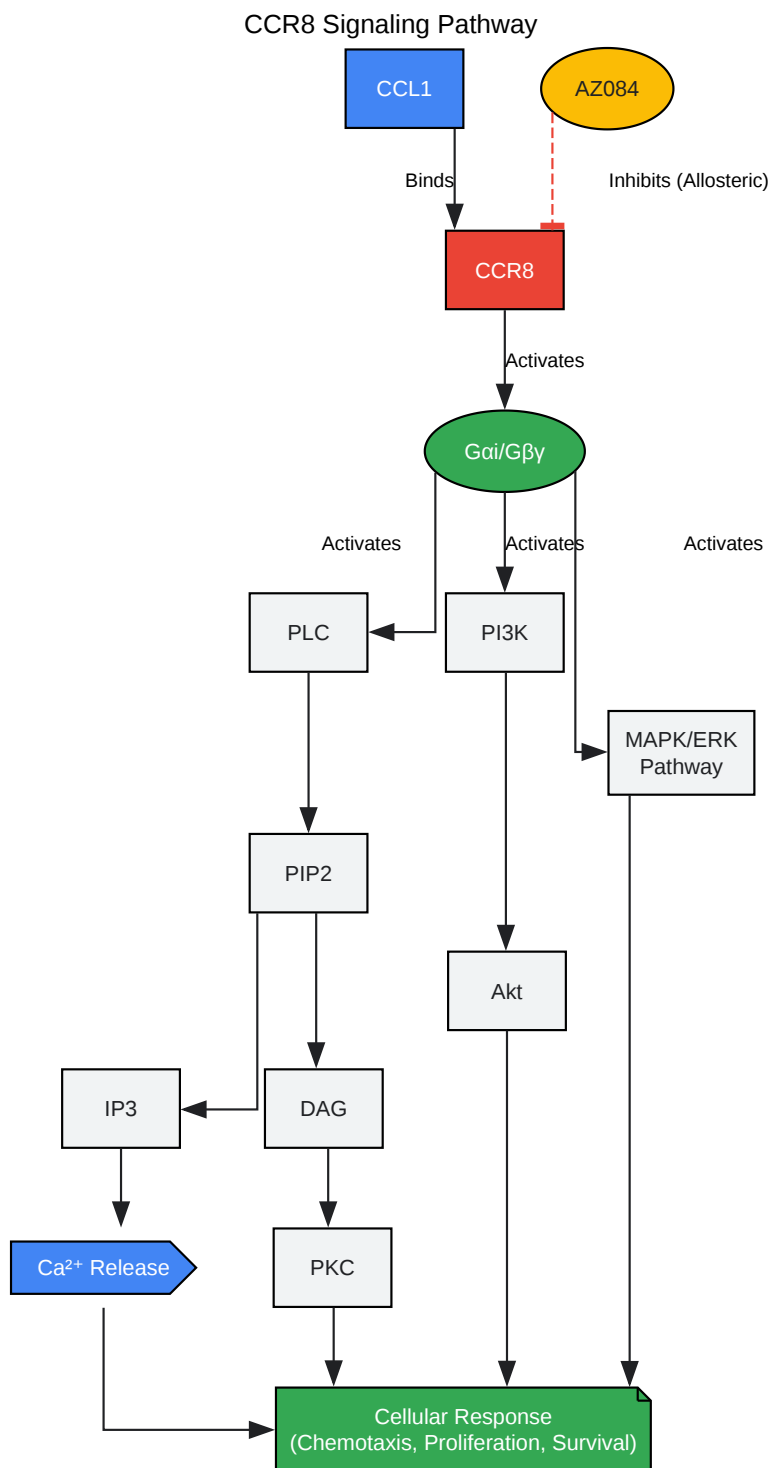 CCR8 Signaling Pathway
CCL1
AZ084
Binds
Inhibits (Allosteric)
CCR8
Activates
Gαi/Gβγ
Activates
Activates
Activates
PLC
PI3K
MAPK/ERK
Pathway
PIP2
Akt
IP3
DAG
Ca²⁺ Release
PKC
Cellular Response
(Chemotaxis, Proliferation, Survival)